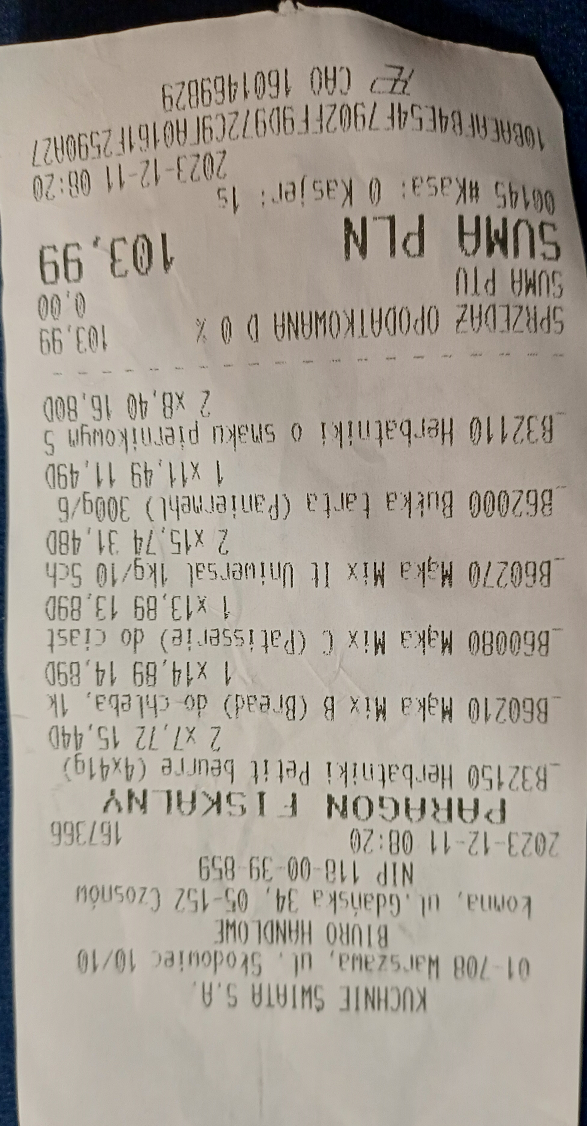 KUCHNIE ŚWIATA S.A.
01-708 Warszawa, ul. Słodowiec 10/10
BIURO HANDLOWE
Łomna, ul.Gdańska 34, 05-152 Czosnów
NIP 118-00-39-859
2023-12-11 08:20 167366
PARAGON FISKALNY
_B32150 Herbatniki Petit beurre (4x41g)
2 x7,72 15,44D
_B60210 Mąka Mix B (Bread) do chleba, 1k
1 x14,89 14,89D
_B60080 Mąka Mix C (Patisserie) do ciast
1 x13,89 13,89D
_B60270 Mąka Mix It Uniwersal 1kg/10 Sch
2 x15,74 31,48D
_B62000 Bułka tarta (Paniermehl) 300g/6
1 x11,49 11,49D
_B32110 Herbatniki o smaku piernikowym S
2 x8,40 16,80D
SPRZEDAŻ OPODATKOWANA D 0 % 103,99
SUMA PTU 0,00
SUMA PLN 103,99
00145 #Kasa: 0 Kasjer: 1s 2023-12-11 08:20
10BAEAFB4E54F7902FF9D972C9FA0161F2590A27
CAO 1601469829